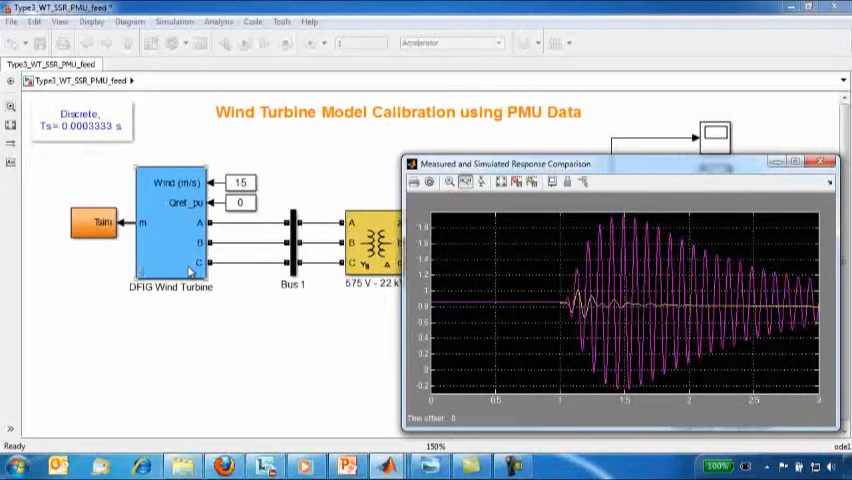 Type3_WT_SSR_PMU_feed *
File Edit View Display Diagram Simulation Analysis Code Tools Help
1
Accelerator
Type3_WT_SSR_PMU_feed
Type3_WT_SSR_PMU_feed
Discrete,
Ts= 0.0003333 s.
Wind Turbine Model Calibration using PMU Data
Wind (m/s)
15
Qref_pu
0
Tsim
m
A
B
C
DFIG Wind Turbine
Bus 1
A
B
C
a
575 V - 22 k
Measured and Simulated Response Comparison
1.8
1.6
1.4
1.2
1
0.8
0.6
0.4
0.2
0
-0.2
0
0.5
1
1.5
2
2.5
3
Time offset: 0
Ready
150%
ode1
100%